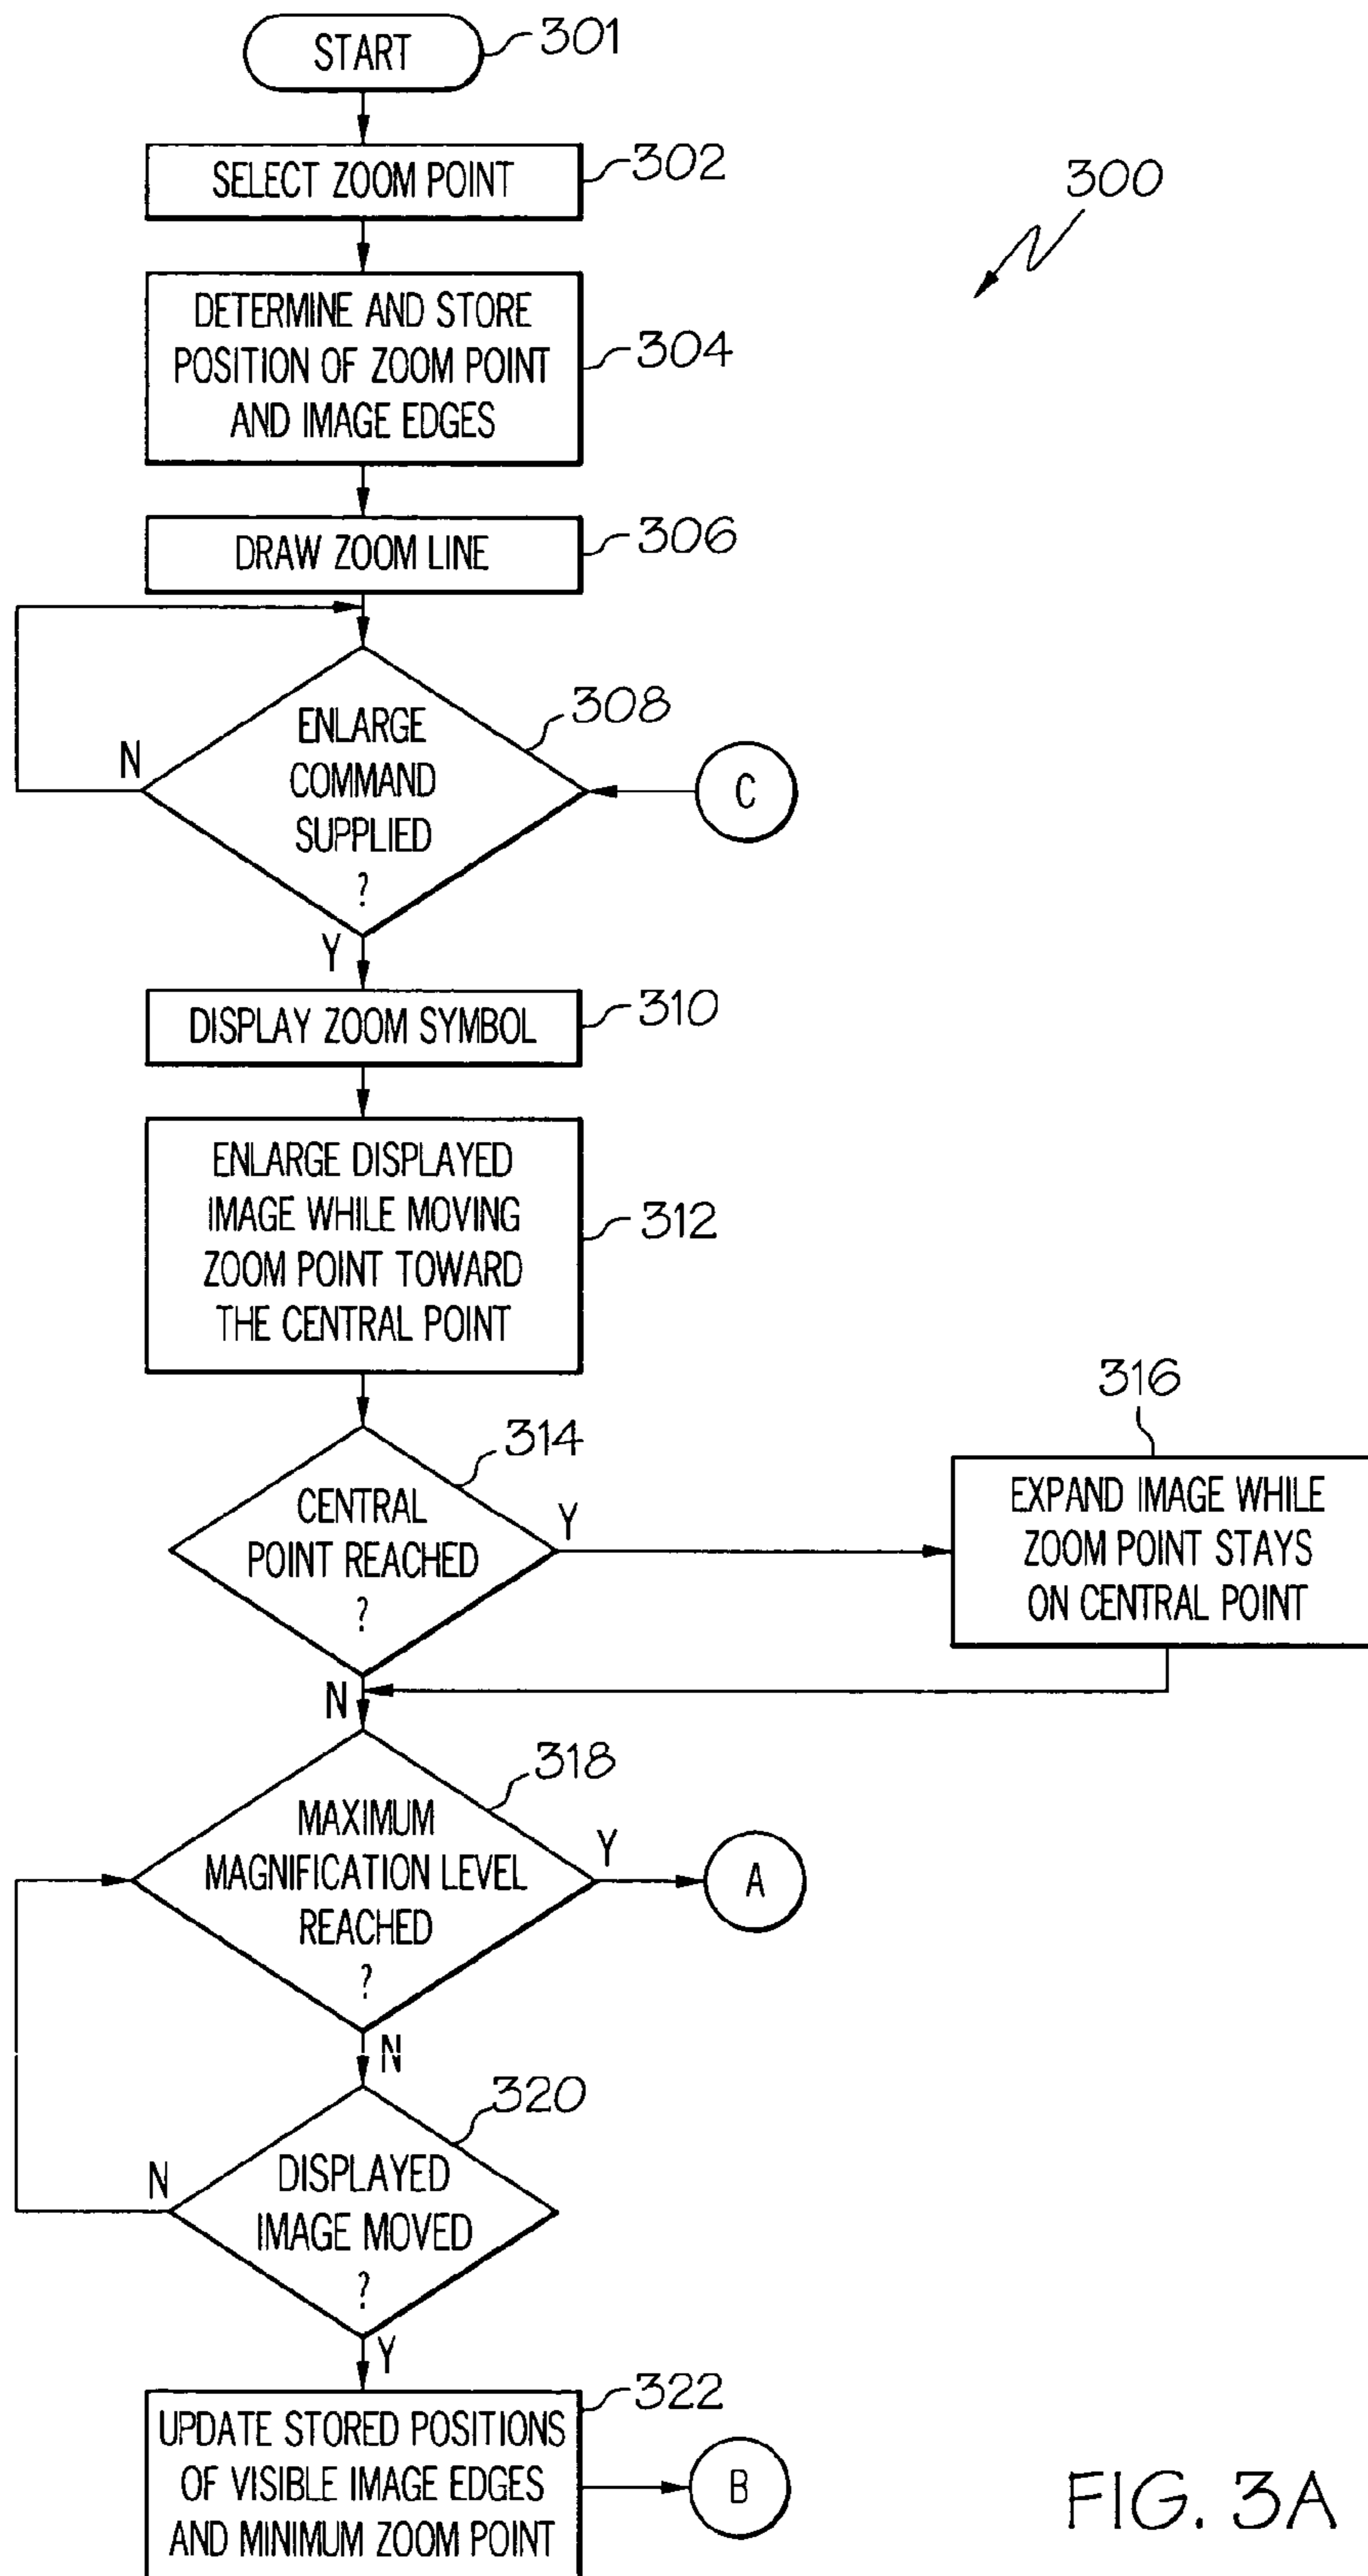 START
301
SELECT ZOOM POINT
302
300
DETERMINE AND STORE
POSITION OF ZOOM POINT
AND IMAGE EDGES
304
DRAW ZOOM LINE
306
ENLARGE
COMMAND
SUPPLIED
?
308
N
C
Y
DISPLAY ZOOM SYMBOL
310
ENLARGE DISPLAYED
IMAGE WHILE MOVING
ZOOM POINT TOWARD
THE CENTRAL POINT
312
CENTRAL
POINT REACHED
?
314
Y
316
EXPAND IMAGE WHILE
ZOOM POINT STAYS
ON CENTRAL POINT
N
MAXIMUM
MAGNIFICATION LEVEL
REACHED
?
318
Y
A
N
DISPLAYED
IMAGE MOVED
?
320
N
Y
UPDATE STORED POSITIONS
OF VISIBLE IMAGE EDGES
AND MINIMUM ZOOM POINT
322
B
FIG. 3A